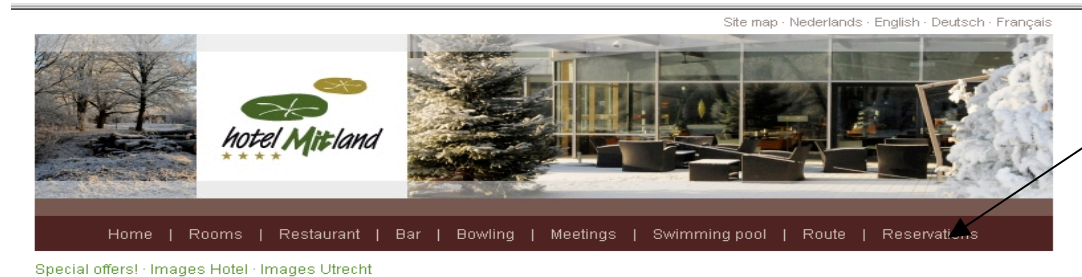 Site map · Nederlands · English · Deutsch · Français
hotel Mitland
Home | Rooms | Restaurant | Bar | Bowling | Meetings | Swimming pool | Route | Reservations
Special offers! · Images Hotel · Images Utrecht